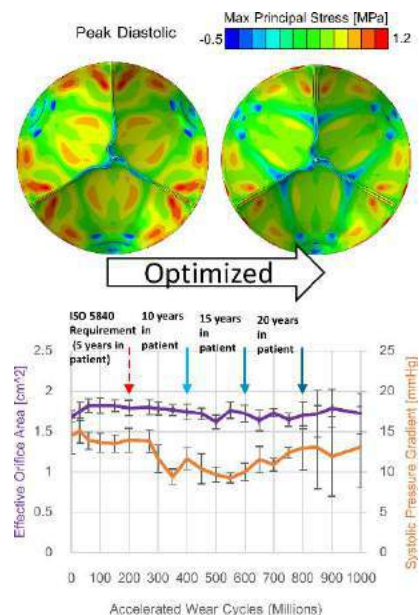 Peak Diastolic
Max Principal Stress [MPa]
-0.5
1.2
Optimized
ISO 5840
Requirement
(5 years in
patient)
10 years
in
patient
15 years
in
patient
20 years
in
patient
Effective Orifice Area [cm^2]
2.5
2
1.5
1
0.5
0
Systolic Pressure Gradient [mmHg]
25
20
15
10
5
0
0 100 200 300 400 500 600 700 800 900 1000
Accelerated Wear Cycles (Millions)